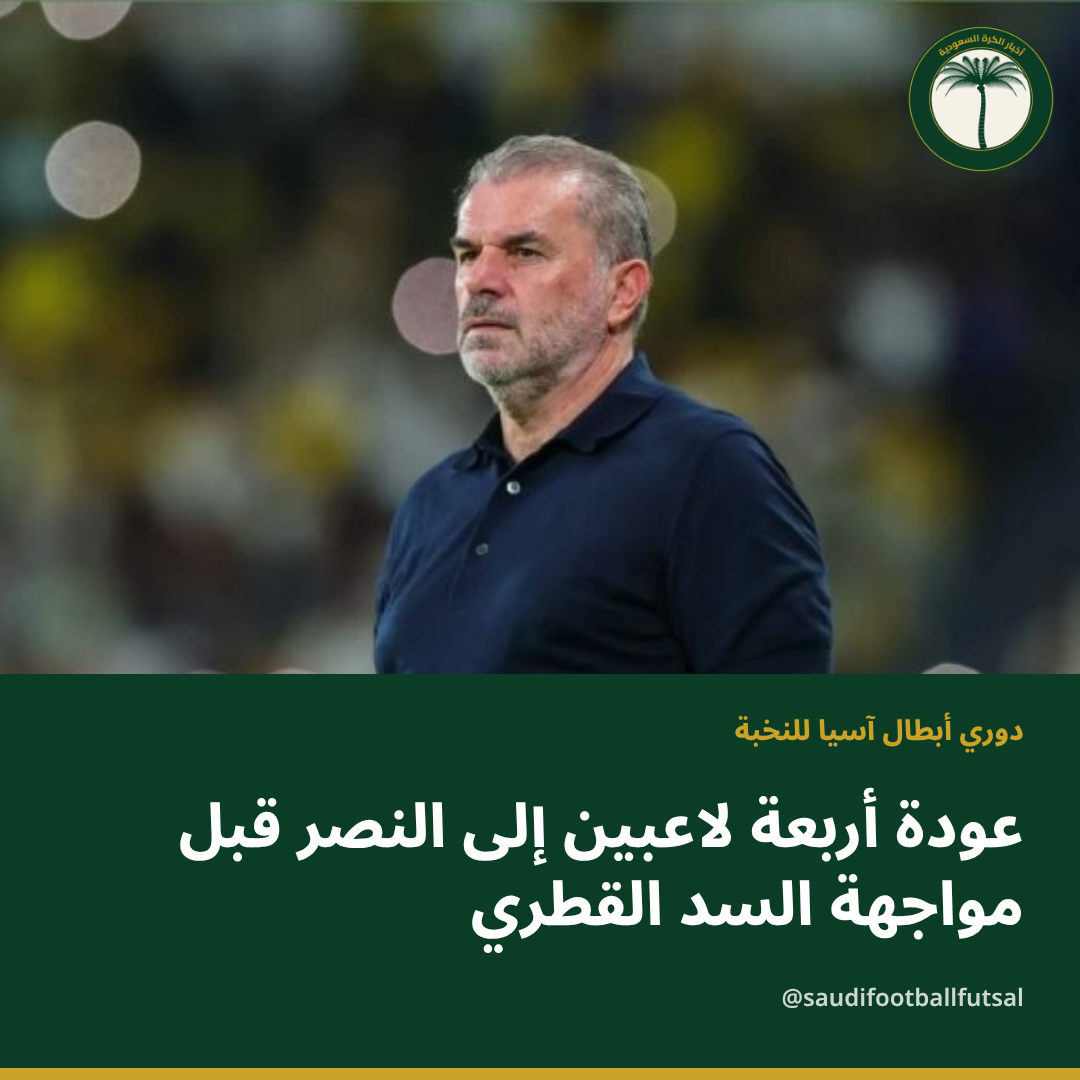 أخبار الكرة السعودية
دوري أبطال آسيا للنخبة
عودة أربعة لاعبين إلى النصر قبل
مواجهة السد القطري
@saudifootballfutsal